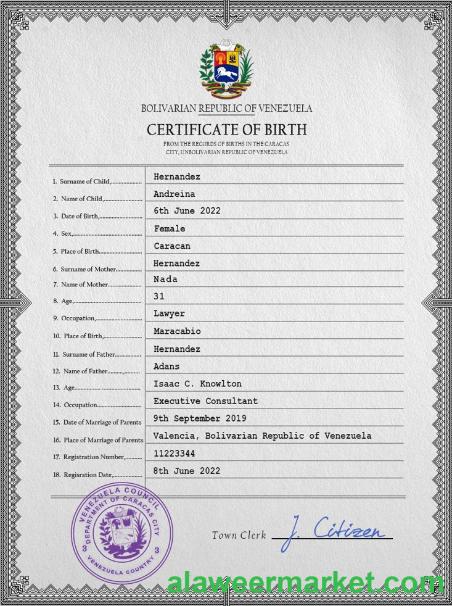 BOLIVARIAN REPUBLIC OF VENEZUELA
CERTIFICATE OF BIRTH
FROM THE RECORDS OF BIRTHS IN THE CARACAS
CITY, UNBOLIVARIAN REPUBLIC OF VENEZUELA
1. Surname of Child, Hernandez
2. Name of Child, Andreina
3. Date of Birth, 6th June 2022
4. Sex, Female
5. Place of Birth Caracan
6. Surname of Mother Hernandez
7. Name of Mother Nada
8. Age, 31
9. Occupation, Lawyer
10. Place of Birth, Maracabio
11. Surname of Father Hernandez
12. Name of Father Adans
13. Age Isaac C. Knowlton
14. Occupation Executive Consultant
15. Date of Marriage of Parents 9th September 2019
16. Place of Marriage of Parents Valencia, Bolivarian Republic of Venezuela
17. Registration Number, 11223344
18. Regisration Date, 8th June 2022
VENEZUELA COUNCIL
DEPARTMENT OF CARACAS CITY
3 3
VENEZUELA COUNTRY
Town Clerk J. Citizen
alaweermarket.com